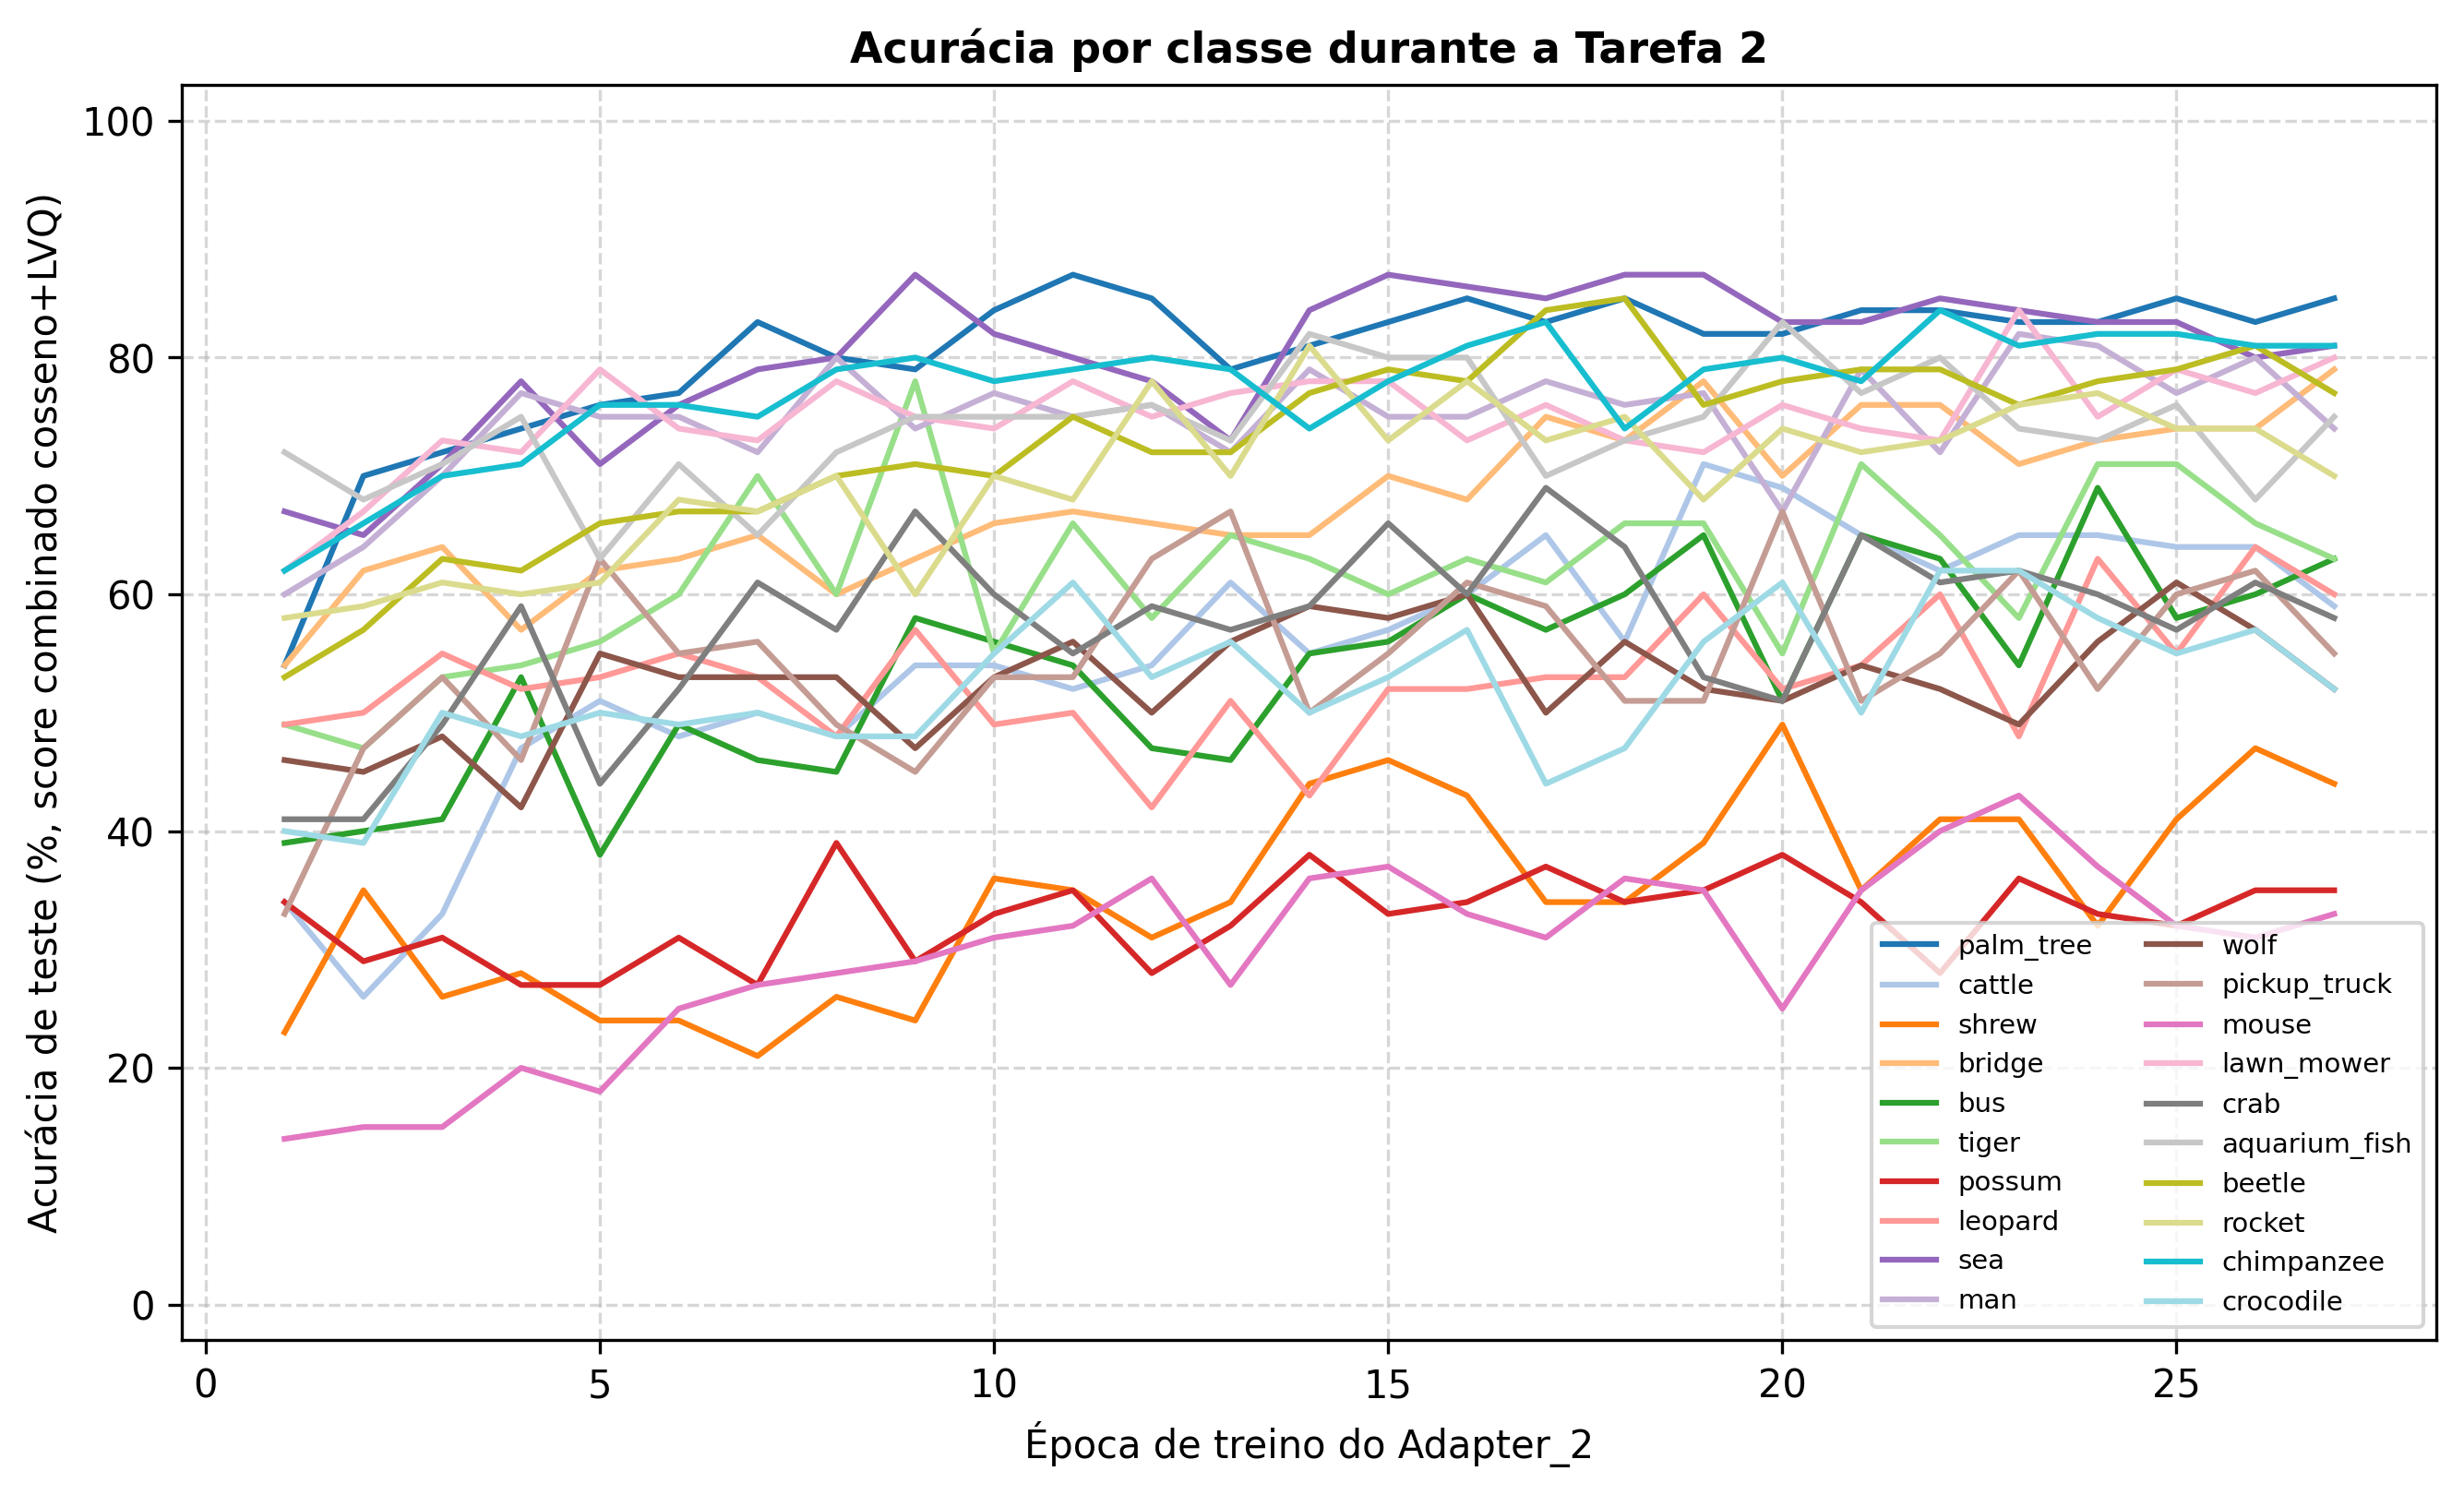 Acurácia por classe durante a Tarefa 2
Acurácia de teste (%, score combinado cosseno+LVQ)
100
80
60
40
20
0
palm_tree
cattle
shrew
bridge
bus
tiger
possum
leopard
sea
man
wolf
pickup_truck
mouse
lawn_mower
crab
aquarium_fish
beetle
rocket
chimpanzee
crocodile
0 5 10 15 20 25
Época de treino do Adapter_2